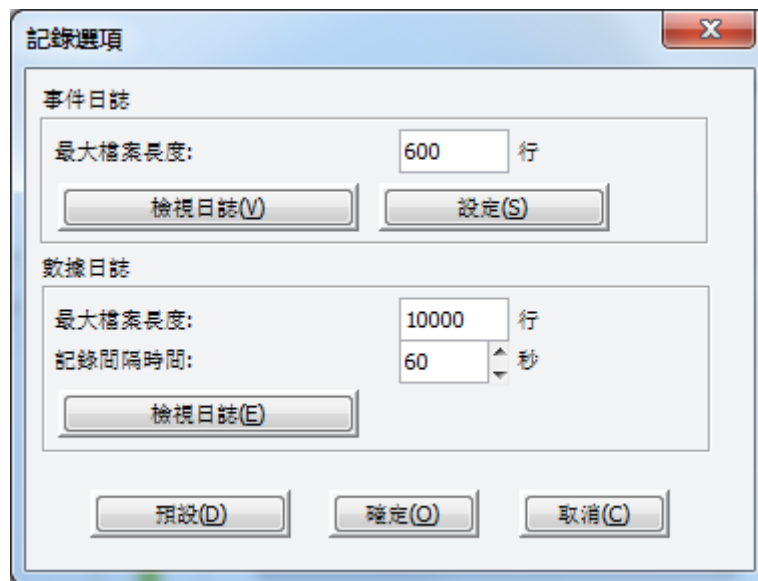 記錄選項
事件日誌
最大檔案長度: 600 行
檢視日誌(V) 設定(S)
數據日誌
最大檔案長度: 10000 行
記錄間隔時間: 60 秒
檢視日誌(E)
預設(D) 確定(O) 取消(C)